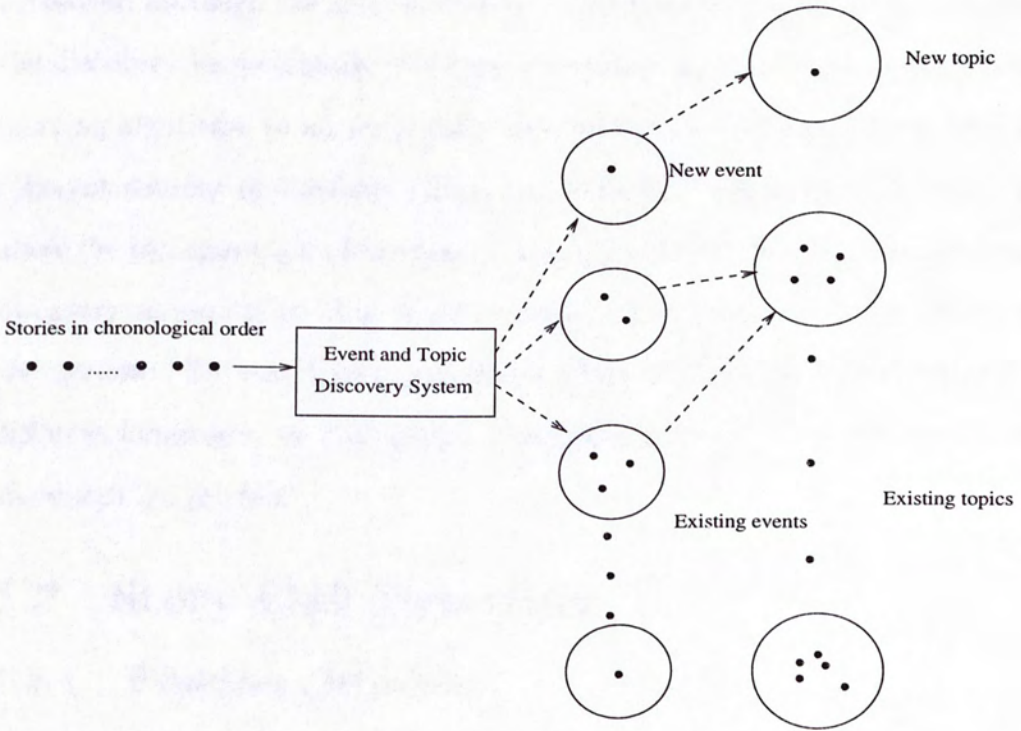 New topic
New event
Stories in chronological order
Event and Topic
Discovery System
Existing topics
Existing events